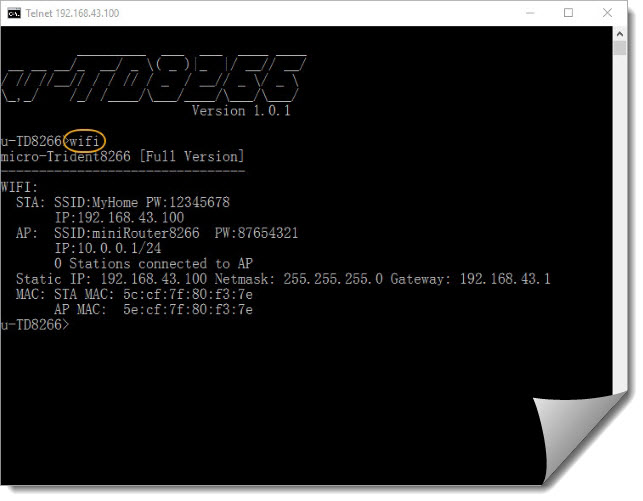 Telnet 192.168.43.100
u-TD8266
Version 1.0.1
u-TD8266>wifi
micro-Trident8266 [Full Version]
-------------------------------
WIFI:
STA: SSID:MyHome PW:12345678
IP:192.168.43.100
AP: SSID:miniRouter8266 PW:87654321
IP:10.0.0.1/24
0 Stations connected to AP
Static IP: 192.168.43.100 Netmask: 255.255.255.0 Gateway: 192.168.43.1
MAC: STA MAC: 5c:cf:7f:80:f3:7e
AP MAC: 5e:cf:7f:80:f3:7e
u-TD8266>